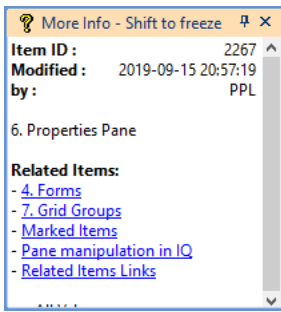 More Info - Shift to freeze
Item ID : 2267
Modified : 2019-09-15 20:57:19
by : PPL
6. Properties Pane
Related Items:
- 4. Forms
- 7. Grid Groups
- Marked Items
- Pane manipulation in IQ
- Related Items Links